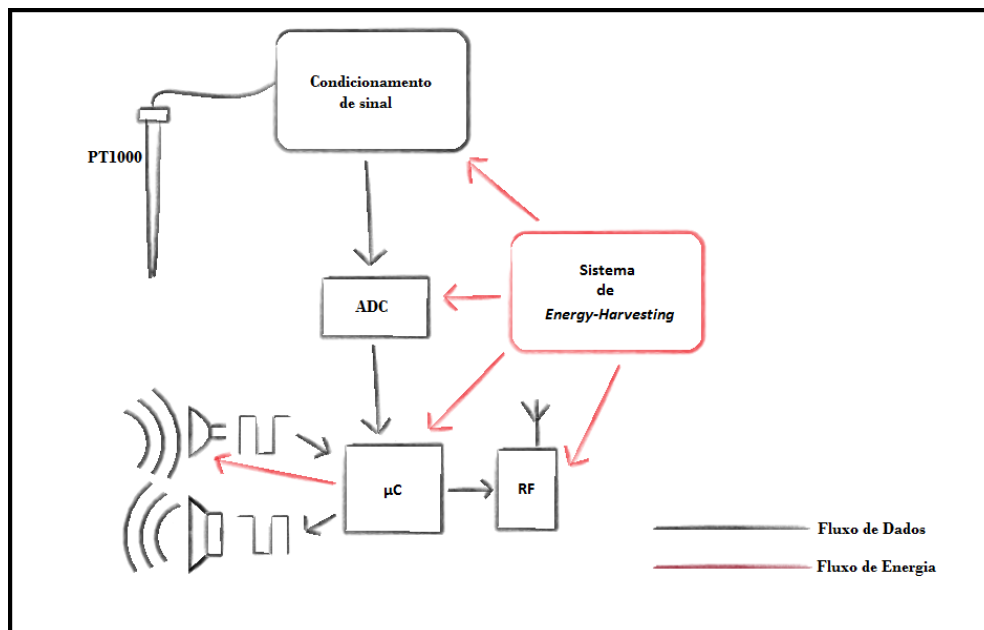 Condicionamento
de sinal
PT1000
Sistema
de
Energy-Harvesting
ADC
μC
RF
Fluxo de Dados
Fluxo de Energia